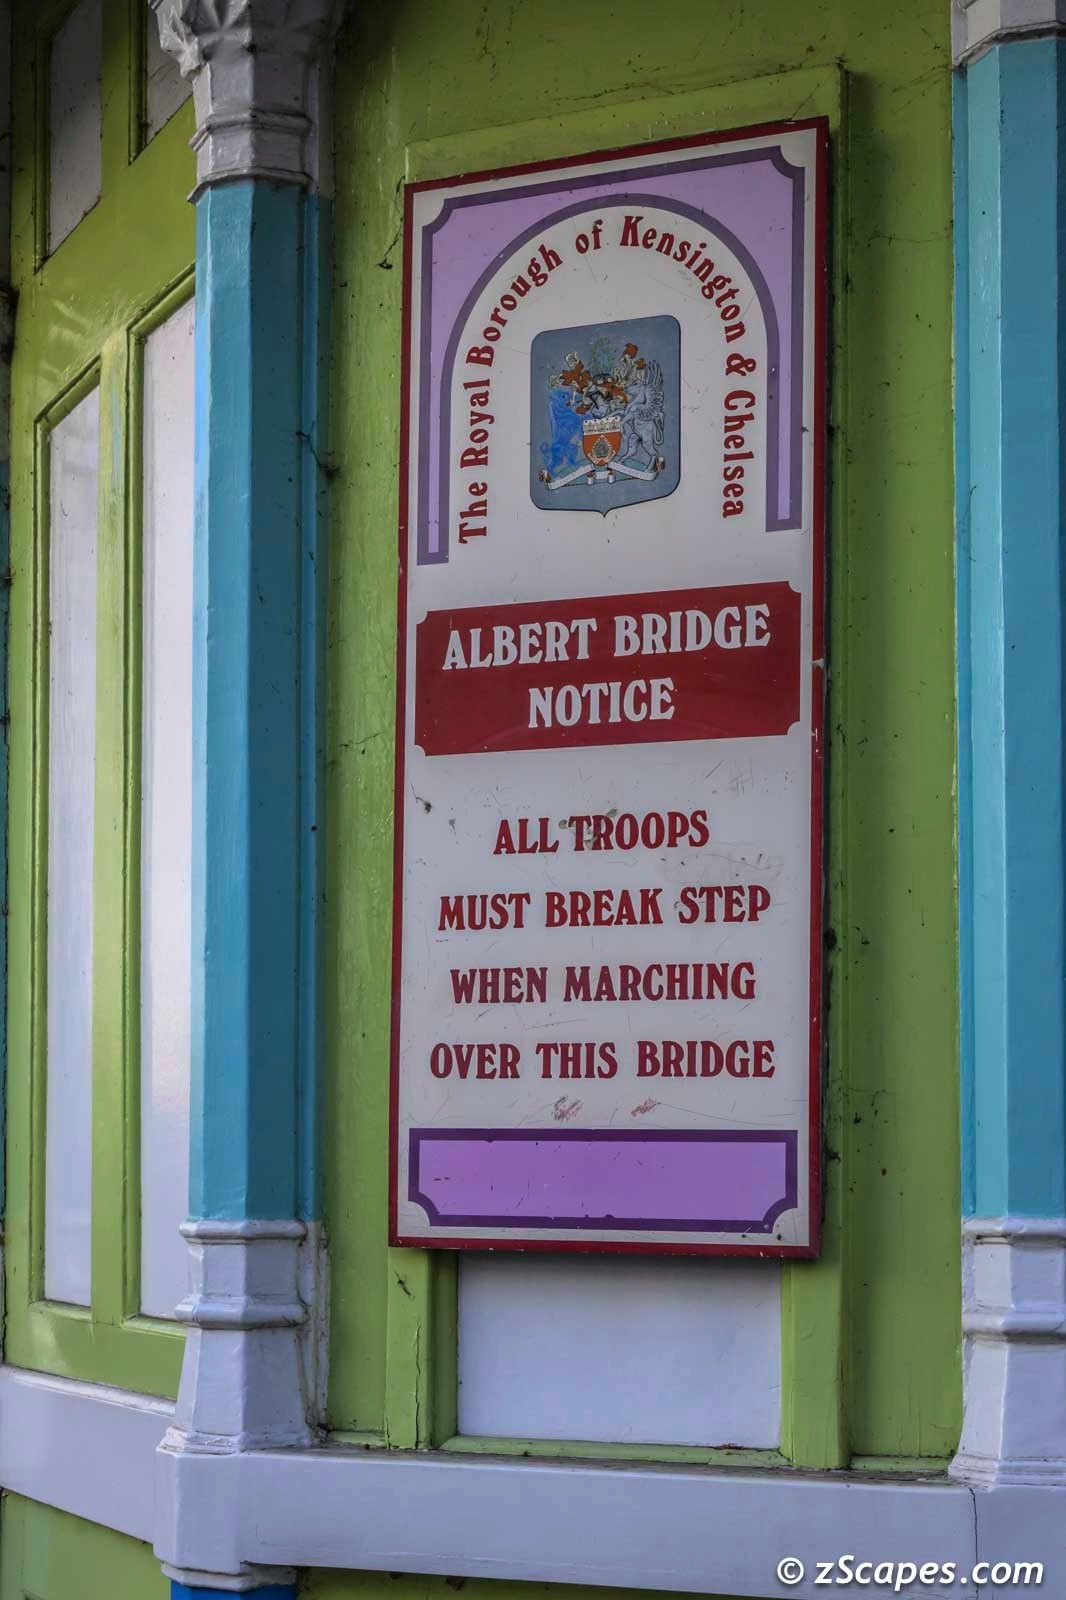 The Royal Borough of Kensington & Chelsea
ALBERT BRIDGE
NOTICE
ALL TROOPS
MUST BREAK STEP
WHEN MARCHING
OVER THIS BRIDGE
© zScapes.com